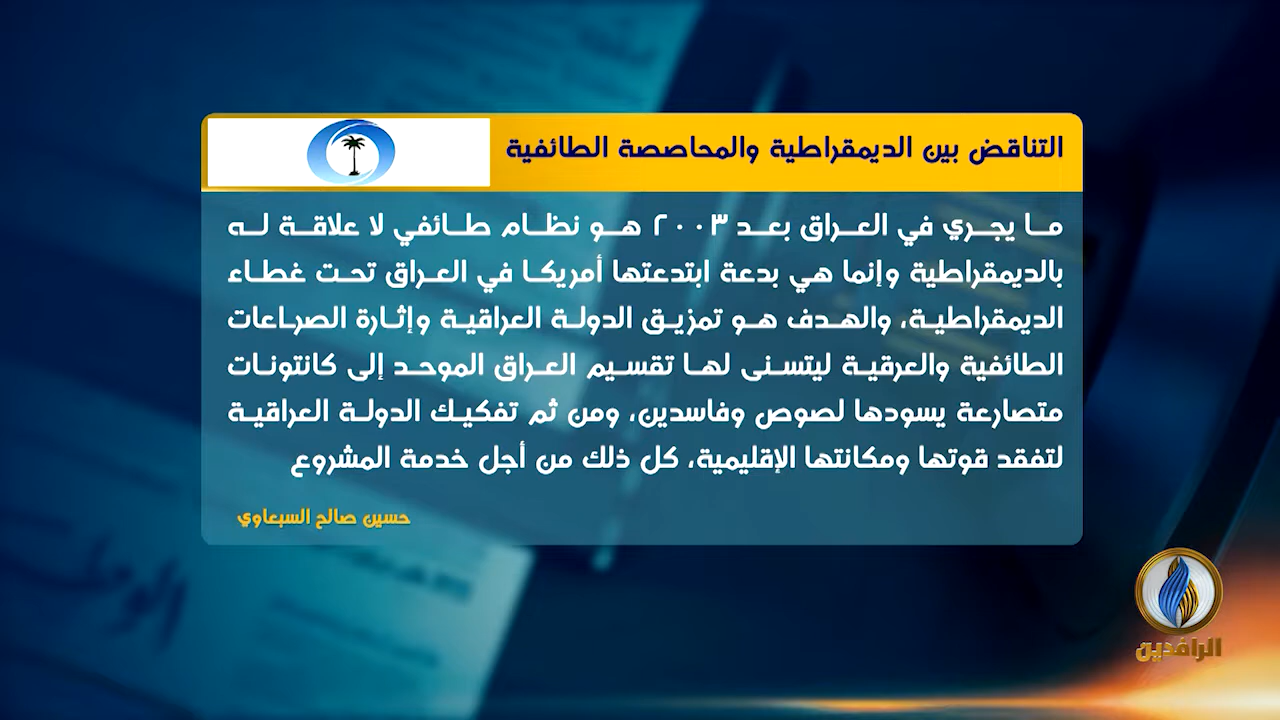 التناقض بين الديمقراطية والمحاصصة الطائفية
ما يجري في العراق بعد ٢٠٠٣ هو نظام طائفي لا علاقة له
بالديمقراطية وإنما هي بدعة ابتدعتها أمريكا في العراق تحت غطاء
الديمقراطية، والهدف هو تمزيق الدولة العراقية وإثارة الصراعات
الطائفية والعرقية ليتسنى لها تقسيم العراق الموحد إلى كانتونات
متصارعة يسودها لصوص وفاسدين، ومن ثم تفكيك الدولة العراقية
لتفقد قوتها ومكانتها الإقليمية، كل ذلك من أجل خدمة المشروع
حسين صالح السبعاوي
الرافدين